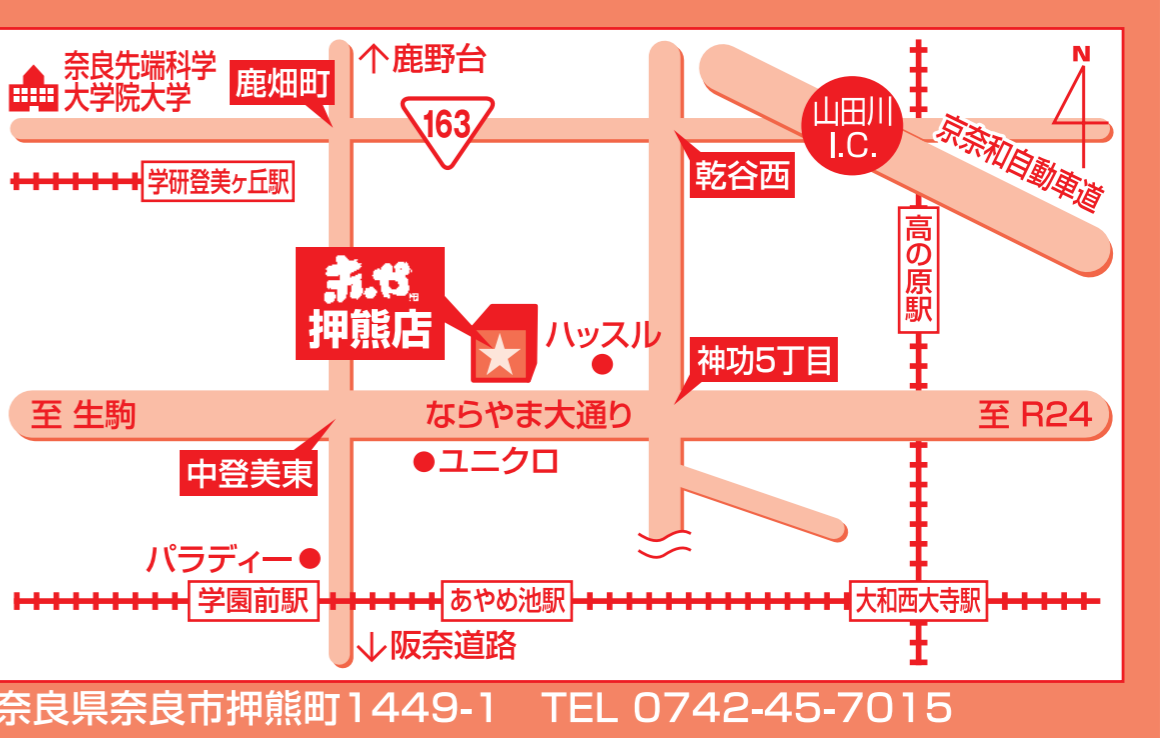 奈良先端科学
大学院大学
鹿畑町
↑鹿野台
163
山田川
I.C.
N
京奈和自動車道
学研登美ヶ丘駅
乾谷西
高の原駅
赤や
押熊店
ハッスル
神功5丁目
至 生駒
ならやま大通り
至 R24
中登美東
ユニクロ
パラディー
学園前駅
あやめ池駅
大和西大寺駅
↓阪奈道路
奈良県奈良市押熊町1449-1 TEL 0742-45-7015